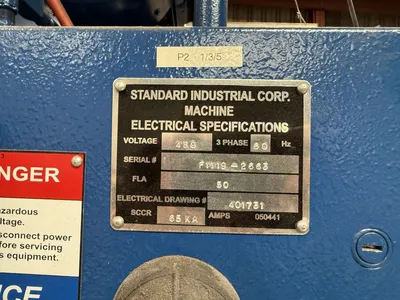 P2 1/3/5
STANDARD INDUSTRIAL CORP.
MACHINE
ELECTRICAL SPECIFICATIONS
VOLTAGE 3 PHASE 60 Hz
SERIAL #
FLA 50
ELECTRICAL DRAWING # 401731
SCCR 65 KA AMPS 050441
NGER
azardous
ltage.
sconnect power
fore servicing
s equipment.
ICE